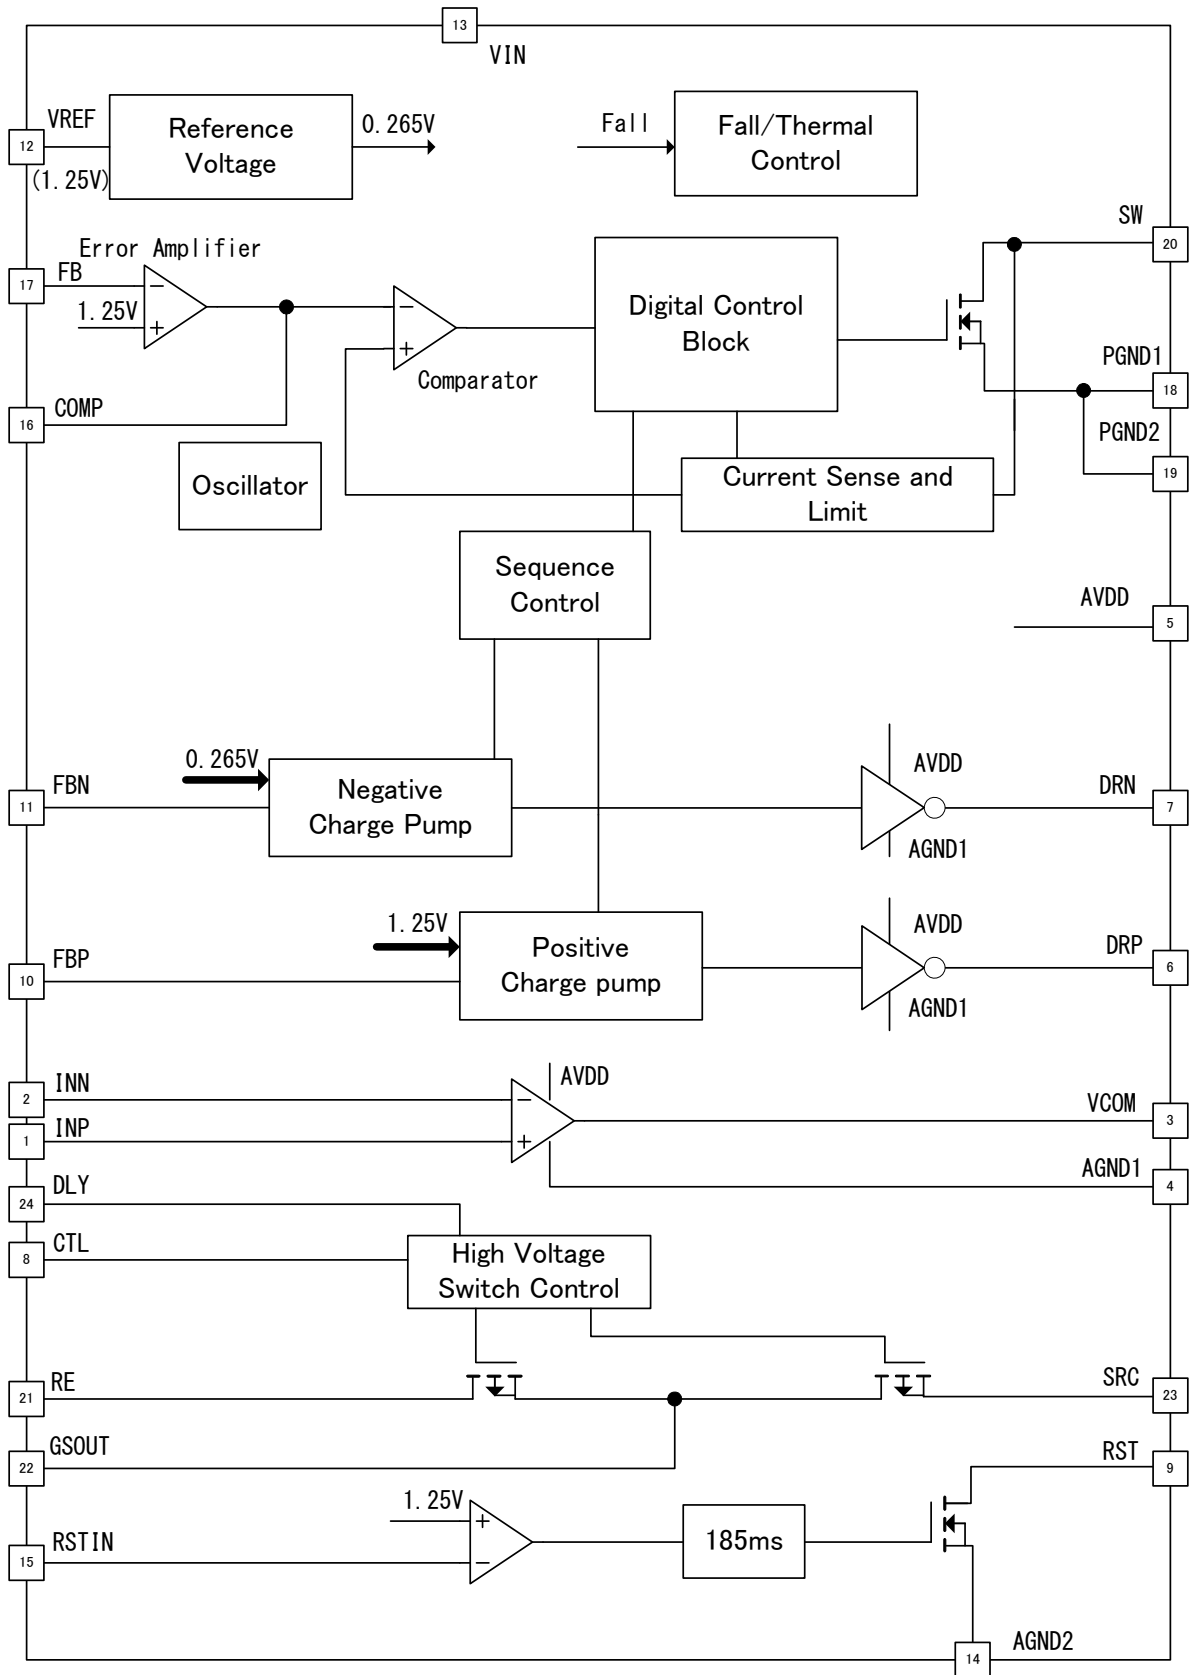 13
VIN
VREF
12
(1.25V)
Reference
Voltage
0.265V
Fall
Fall/Thermal
Control
SW
20
Error Amplifier
17
FB
−
1.25V
+
−
+
Comparator
Digital Control
Block
PGND1
18
PGND2
19
COMP
16
Oscillator
Current Sense and
Limit
Sequence
Control
AVDD
5
0.265V
FBN
11
Negative
Charge Pump
AVDD
AGND1
DRN
7
1.25V
FBP
10
Positive
Charge pump
AVDD
AGND1
DRP
6
INN
2
INP
1
−
+
AVDD
VCOM
3
AGND1
4
DLY
24
CTL
8
High Voltage
Switch Control
RE
21
SRC
23
GSOUT
22
RST
9
1.25V
+
−
RSTIN
15
185ms
AGND2
14